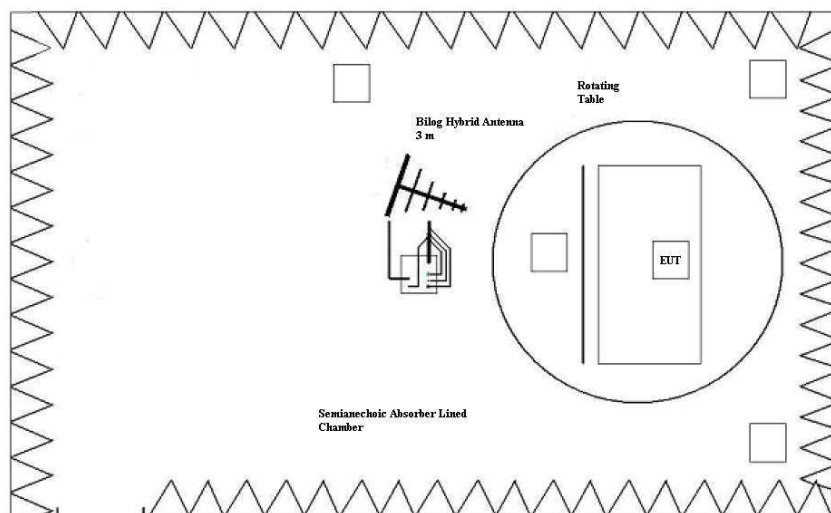 Rotating
Table
Bilog Hybrid Antenna
3 m
EUT
Semianechoic Absorber Lined
Chamber